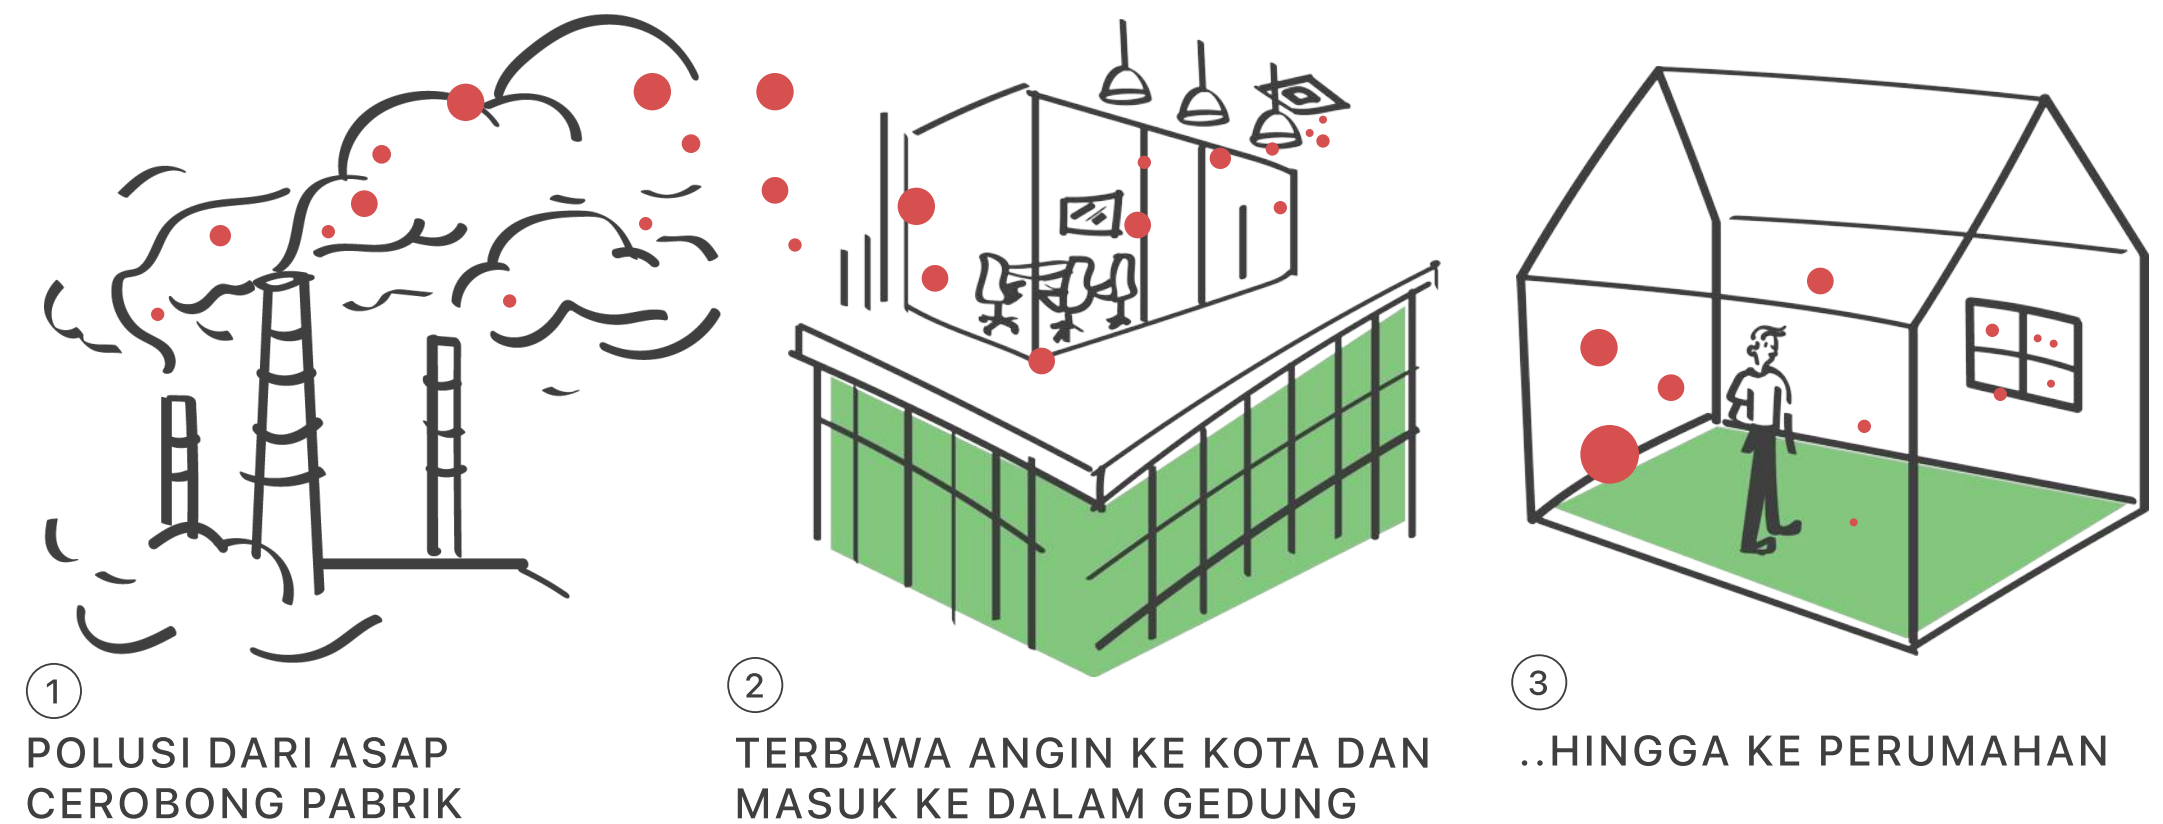 1
POLUSI DARI ASAP
CEROBONG PABRIK
2
TERBAWA ANGIN KE KOTA DAN
MASUK KE DALAM GEDUNG
3
..HINGGA KE PERUMAHAN